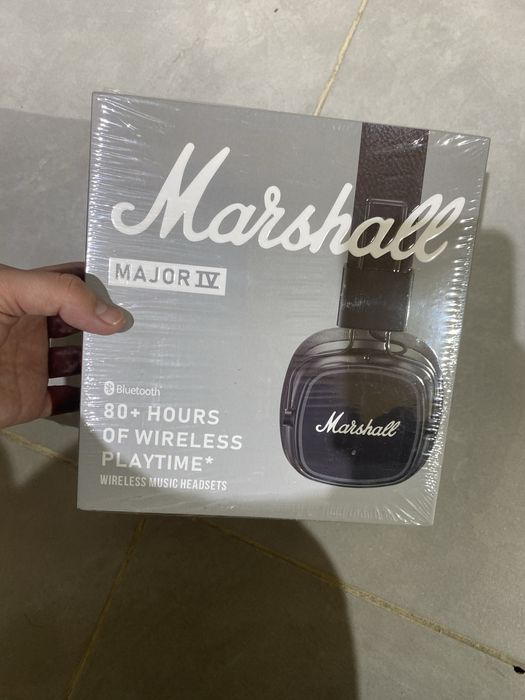 Marshall
MAJOR IV
Bluetooth
80+ HOURS
OF WIRELESS
PLAYTIME*
WIRELESS MUSIC HEADSETS
Marshall